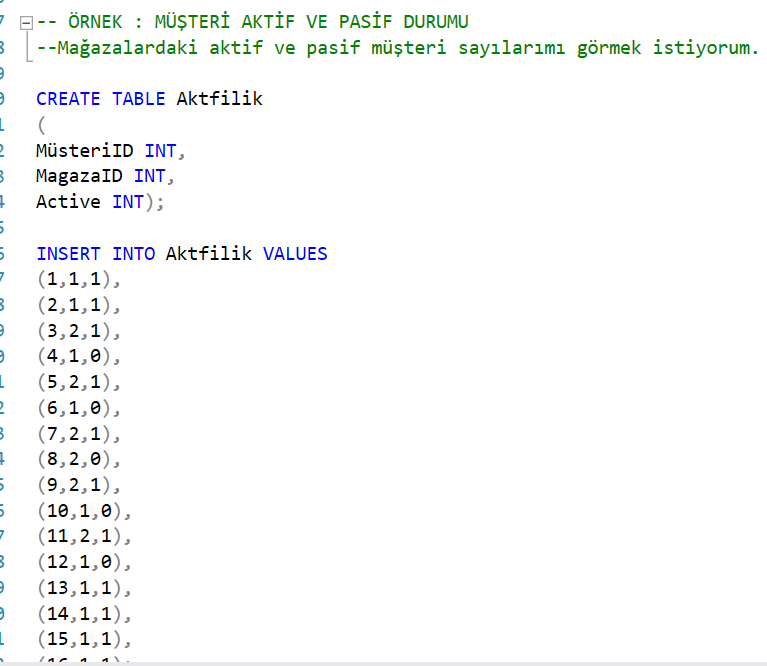 -- ÖRNEK : MÜŞTERİ AKTİF VE PASİF DURUMU
--Mağazalardaki aktif ve pasif müşteri sayılarımı görmek istiyorum.
CREATE TABLE Aktfilik
(
MüsteriID INT,
MagazaID INT,
Active INT);
INSERT INTO Aktfilik VALUES
(1,1,1),
(2,1,1),
(3,2,1),
(4,1,0),
(5,2,1),
(6,1,0),
(7,2,1),
(8,2,0),
(9,2,1),
(10,1,0),
(11,2,1),
(12,1,0),
(13,1,1),
(14,1,1),
(15,1,1),